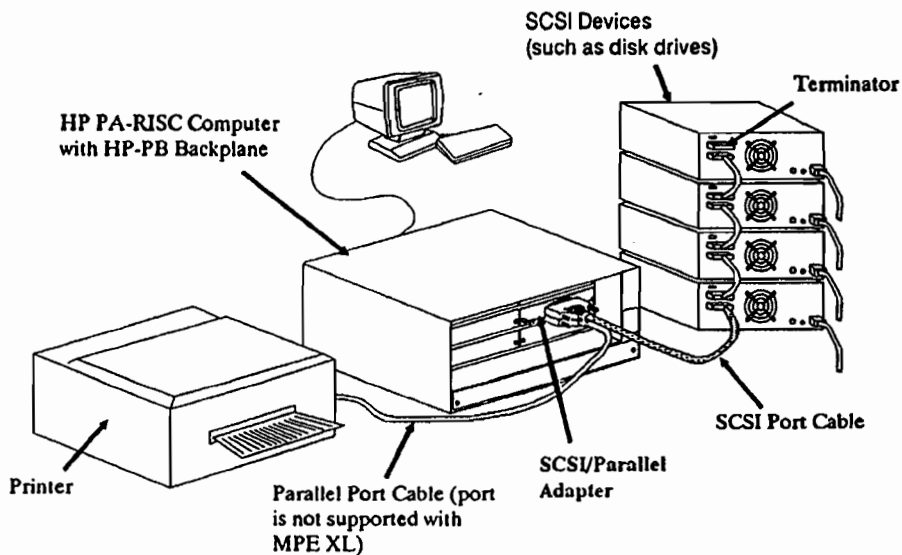 SCSI Devices
(such as disk drives)
Terminator
HP PA-RISC Computer
with HP-PB Backplane
SCSI Port Cable
SCSI/Parallel
Adapter
Printer
Parallel Port Cable (port
is not supported with
MPE XL)